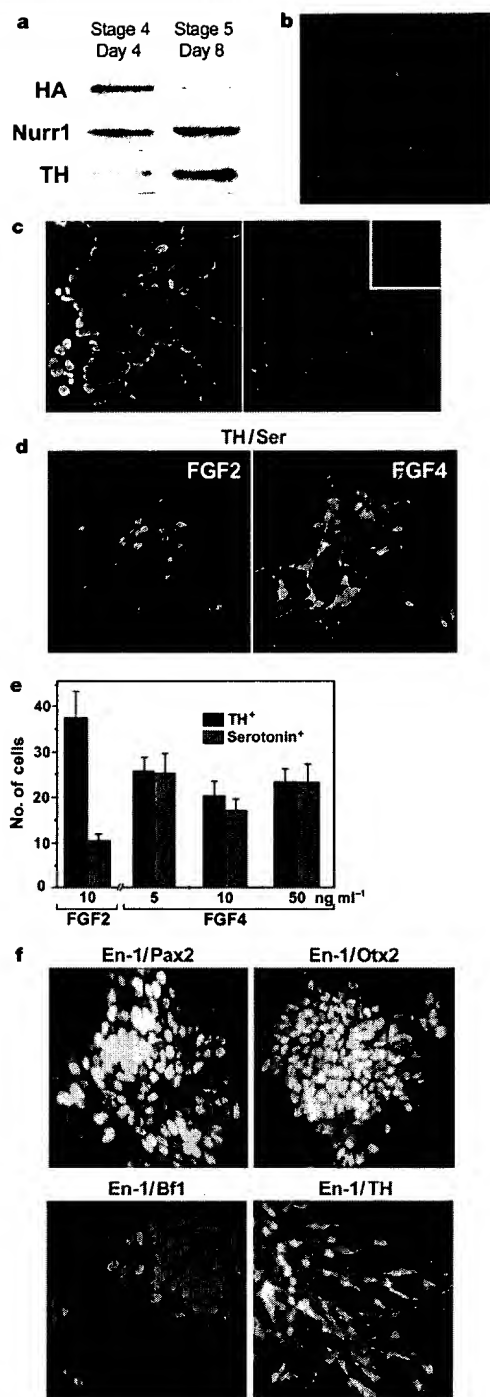 a
Stage 4 Stage 5
Day 4 Day 8
HA
Nurr1
TH
b
c
TH/Ser
d
FGF2 FGF4
e
No. of cells
40
30
20
10
0
TH+
Serotonin+
10 5 10 50 ng ml−1
FGF2 FGF4
f
En-1/Pax2 En-1/Otx2
En-1/Bf1 En-1/TH